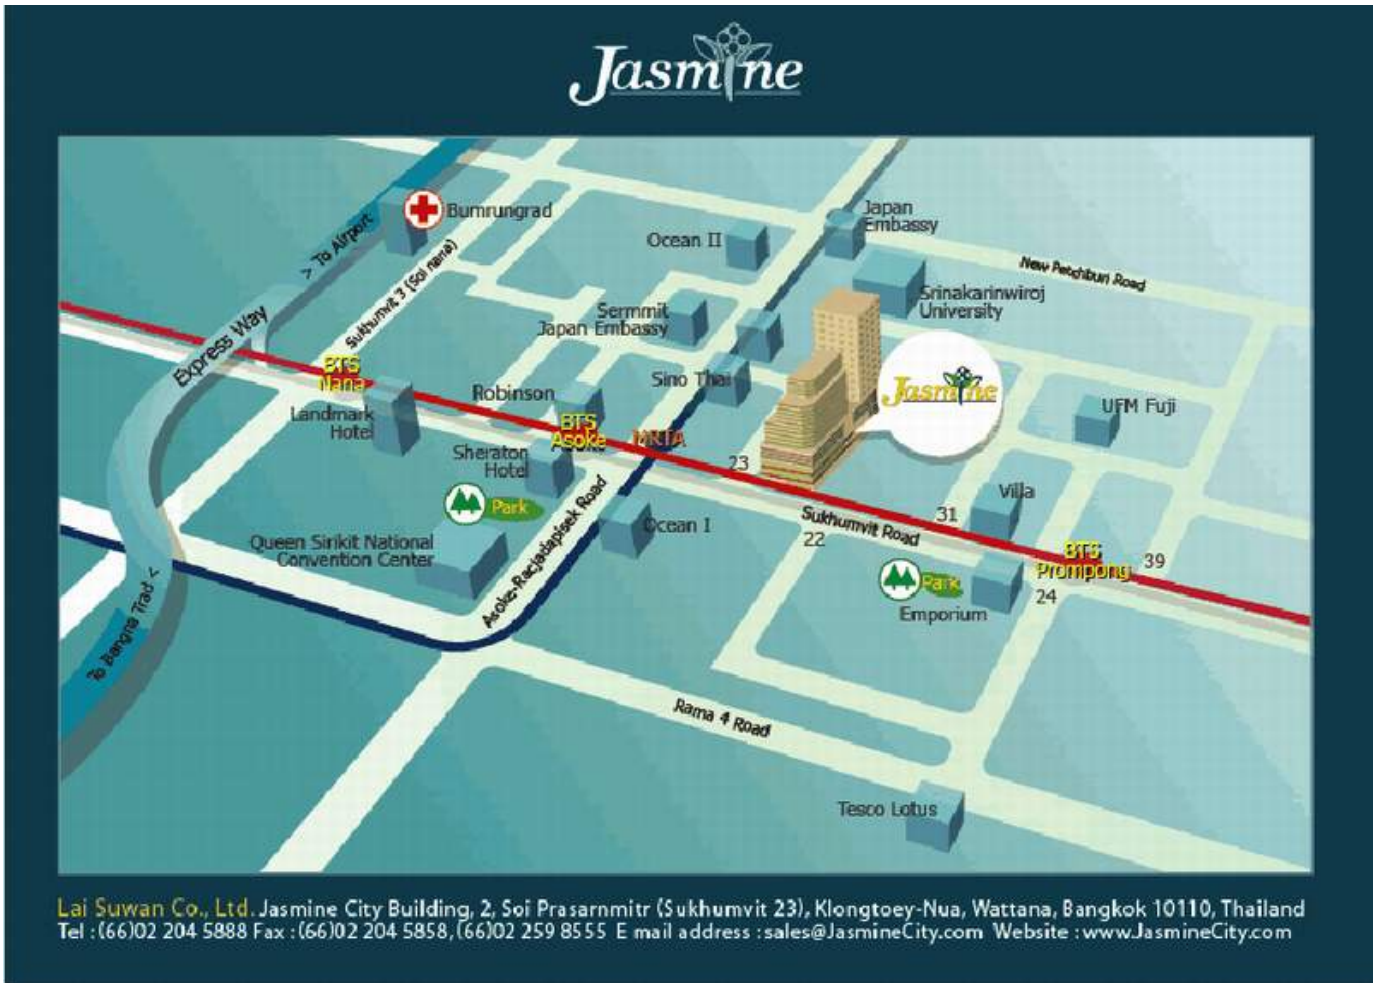 Jasmine
Bumrungrad
> To Airport
Sukhumvit 3 (Soi nana)
Express Way
Ocean II
Japan
Embassy
New Petchburi Road
Srinakarinwiroj
University
Sermmit
Japan Embassy
Sino Thai
Jasmine
BTS
Nana
Landmark
Hotel
Robinson
BTS
Asoke
MRTA
UFM Fuji
Sheraton
Hotel
23
Park
Villa
Ocean I
Sukhumvit Road
31
22
Queen Sirikit National
Convention Center
Asoke-Racjadapisek Road
BTS
Prompong
39
Park
24
Emporium
To Bangna Trad <
Rama 4 Road
Tesco Lotus
Lai Suwan Co., Ltd. Jasmine City Building, 2, Soi Prasarnmitr (Sukhumvit 23), Klongtoey-Nua, Wattana, Bangkok 10110, Thailand
Tel : (66)02 204 5888 Fax : (66)02 204 5858, (66)02 259 8555 E mail address : sales@JasmineCity.com Website : www.JasmineCity.com